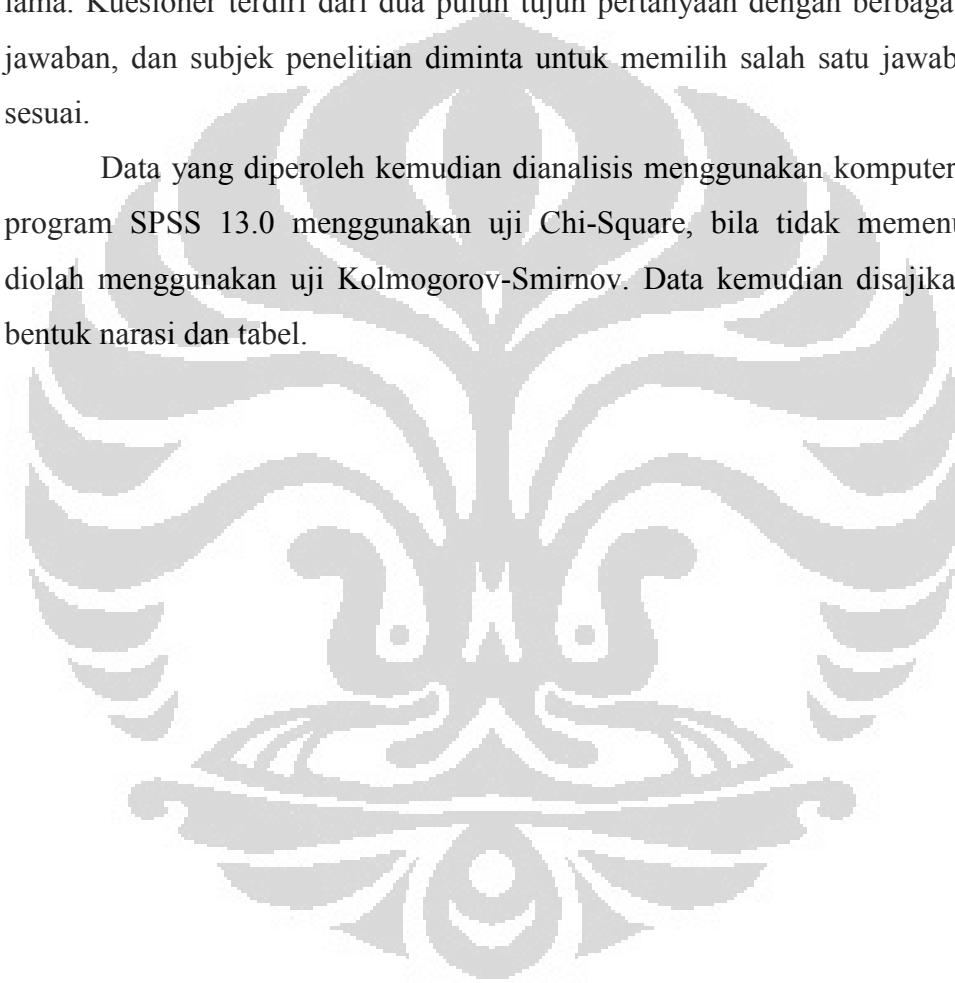 lama. Kuesioner terdiri dari dua puluh tujuh pertanyaan dengan berbaga
jawaban, dan subjek penelitian diminta untuk memilih salah satu jawab
sesuai.
Data yang diperoleh kemudian dianalisis menggunakan komputer
program SPSS 13.0 menggunakan uji Chi-Square, bila tidak memenu
diolah menggunakan uji Kolmogorov-Smirnov. Data kemudian disajika
bentuk narasi dan tabel.